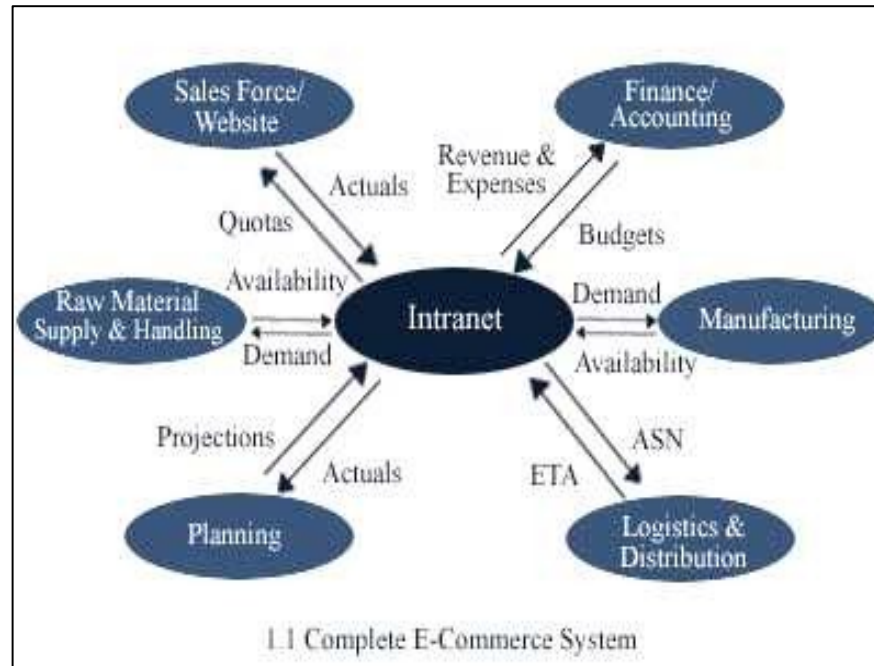 Sales Force/
Website
Finance/
Accounting
Revenue &
Expenses
Actuals
Quotas
Budgets
Availability
Demand
Raw Material
Supply & Handling
Intranet
Manufacturing
Demand
Availability
Projections
ASN
Actuals
ETA
Planning
Logistics &
Distribution
1.1 Complete E-Commerce System